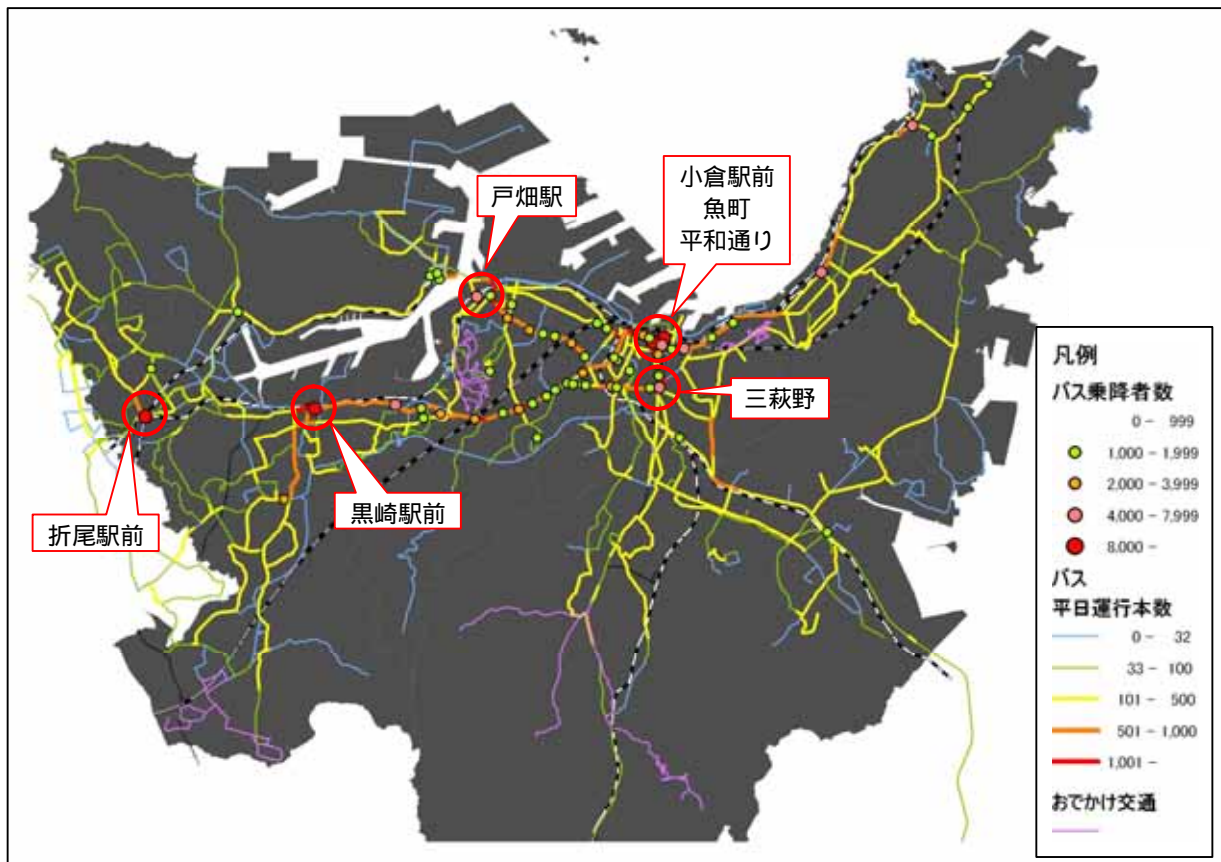 戸畑駅
小倉駅前
魚町
平和通り
三萩野
折尾駅前
黒崎駅前
凡例
バス乗降者数
0 - 999
1,000 - 1,999
2,000 - 3,999
4,000 - 7,999
8,000 -
バス
平日運行本数
0 - 32
33 - 100
101 - 500
501 - 1,000
1,001 -
おでかけ交通